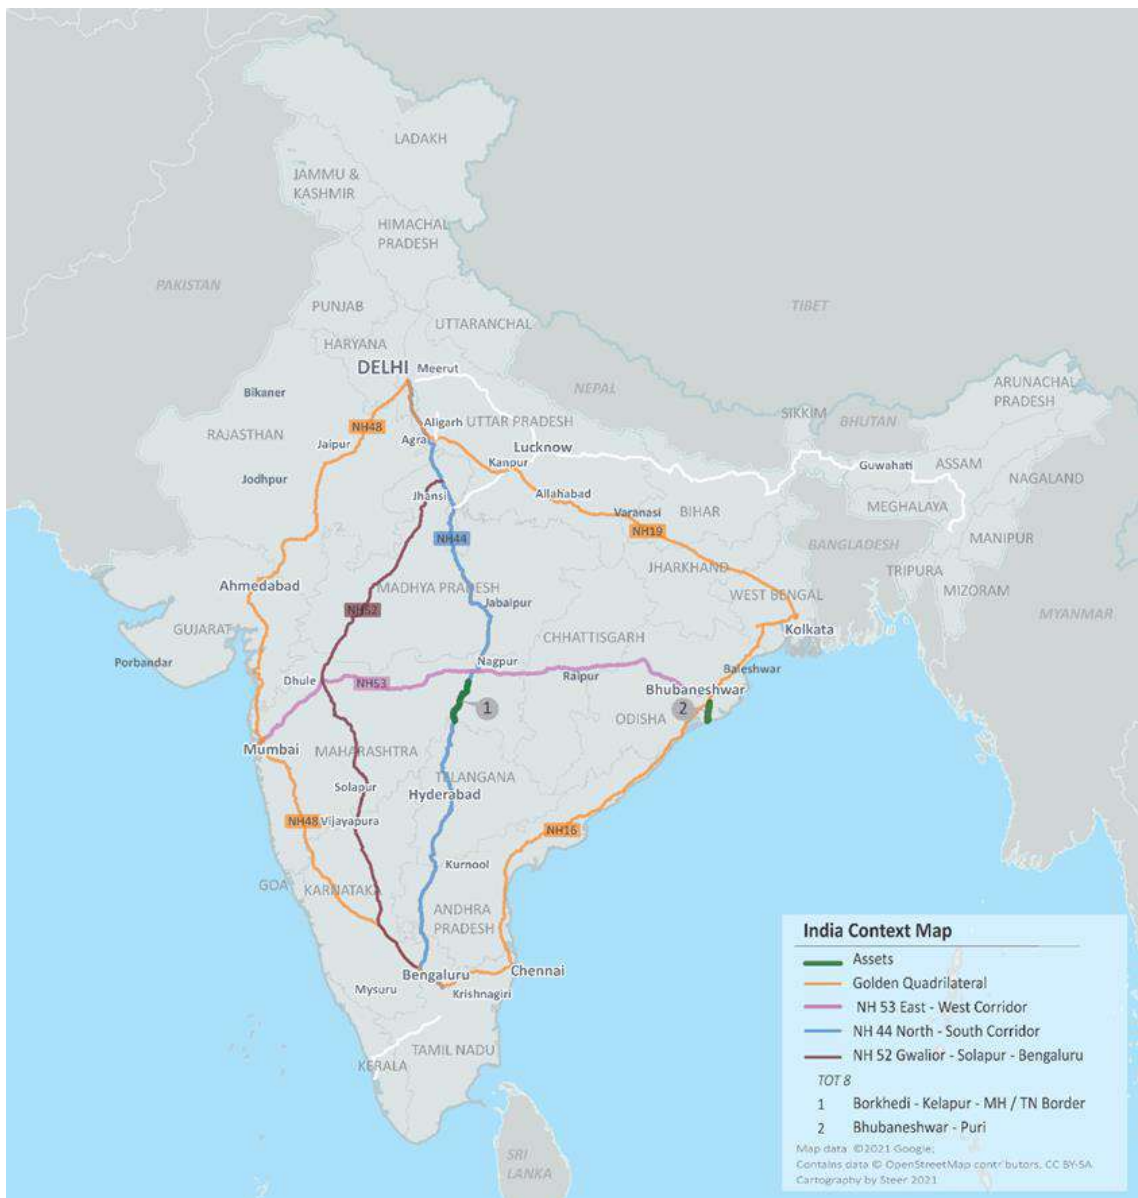 LADAKH
JAMMU &
KASHMIR
HIMACHAL
PRADESH
PAKISTAN
PUNJAB
TIBET
UTTARANCHAL
HARYANA
DELHI
Meerut
NEPAL
ARUNACHAL
PRADESH
Bikaner
SIKKIM
BHUTAN
RAJASTHAN
NH48
Aligarh
UTTAR PRADESH
Jaipur
Agra
Lucknow
Kanpur
Guwahati
ASSAM
NAGALAND
Jodhpur
Jhansi
Allahabad
MEGHALAYA
Varanasi
BIHAR
NH19
NH44
BANGLADESH
MANIPUR
JHARKHAND
TRIPURA
Ahmedabad
MADHYA PRADESH
WEST BENGAL
MIZORAM
NH52
Jabalpur
MYANMAR
GUJARAT
CHHATTISGARH
Kolkata
Porbandar
Nagpur
Dhule
NH53
Raipur
Baleshwar
Bhubaneshwar
1
2
ODISHA
Mumbai
MAHARASHTRA
TELANGANA
Solapur
Hyderabad
NH48
Vijayapura
NH16
Kurnool
GOA
KARNATAKA
ANDHRA
PRADESH
Bengaluru
Chennai
Mysuru
Krishnagiri
TAMIL NADU
KERALA
SRI
LANKA
India Context Map
Assets
Golden Quadrilateral
NH 53 East - West Corridor
NH 44 North - South Corridor
NH 52 Gwalior - Solapur - Bengaluru
TOT 8
1 Borkhedi - Kelapur - MH / TN Border
2 Bhubaneshwar - Puri
Map data ©2021 Google;
Contains data © OpenStreetMap contributors, CC BY-SA.
Cartography by Steer 2021